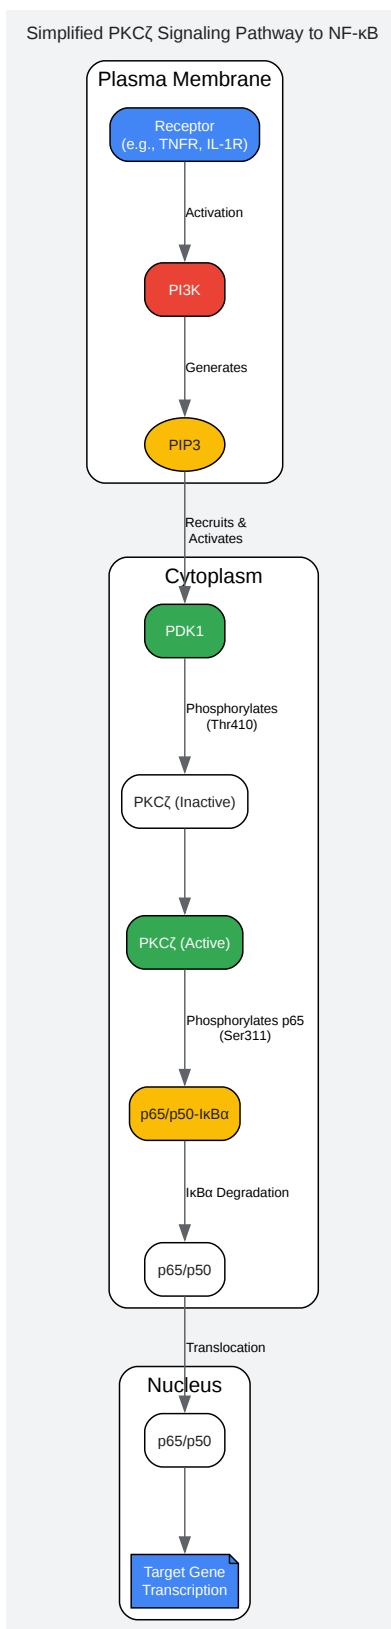 Simplified PKCζ Signaling Pathway to NF-κB
Plasma Membrane
Receptor
(e.g., TNFR, IL-1R)
Activation
PI3K
Generates
PIP3
Recruits &
Activates
Cytoplasm
PDK1
Phosphorylates
(Thr410)
PKCζ (Inactive)
PKCζ (Active)
Phosphorylates p65
(Ser311)
p65/p50-IκBα
IκBα Degradation
p65/p50
Translocation
Nucleus
p65/p50
Target Gene
Transcription